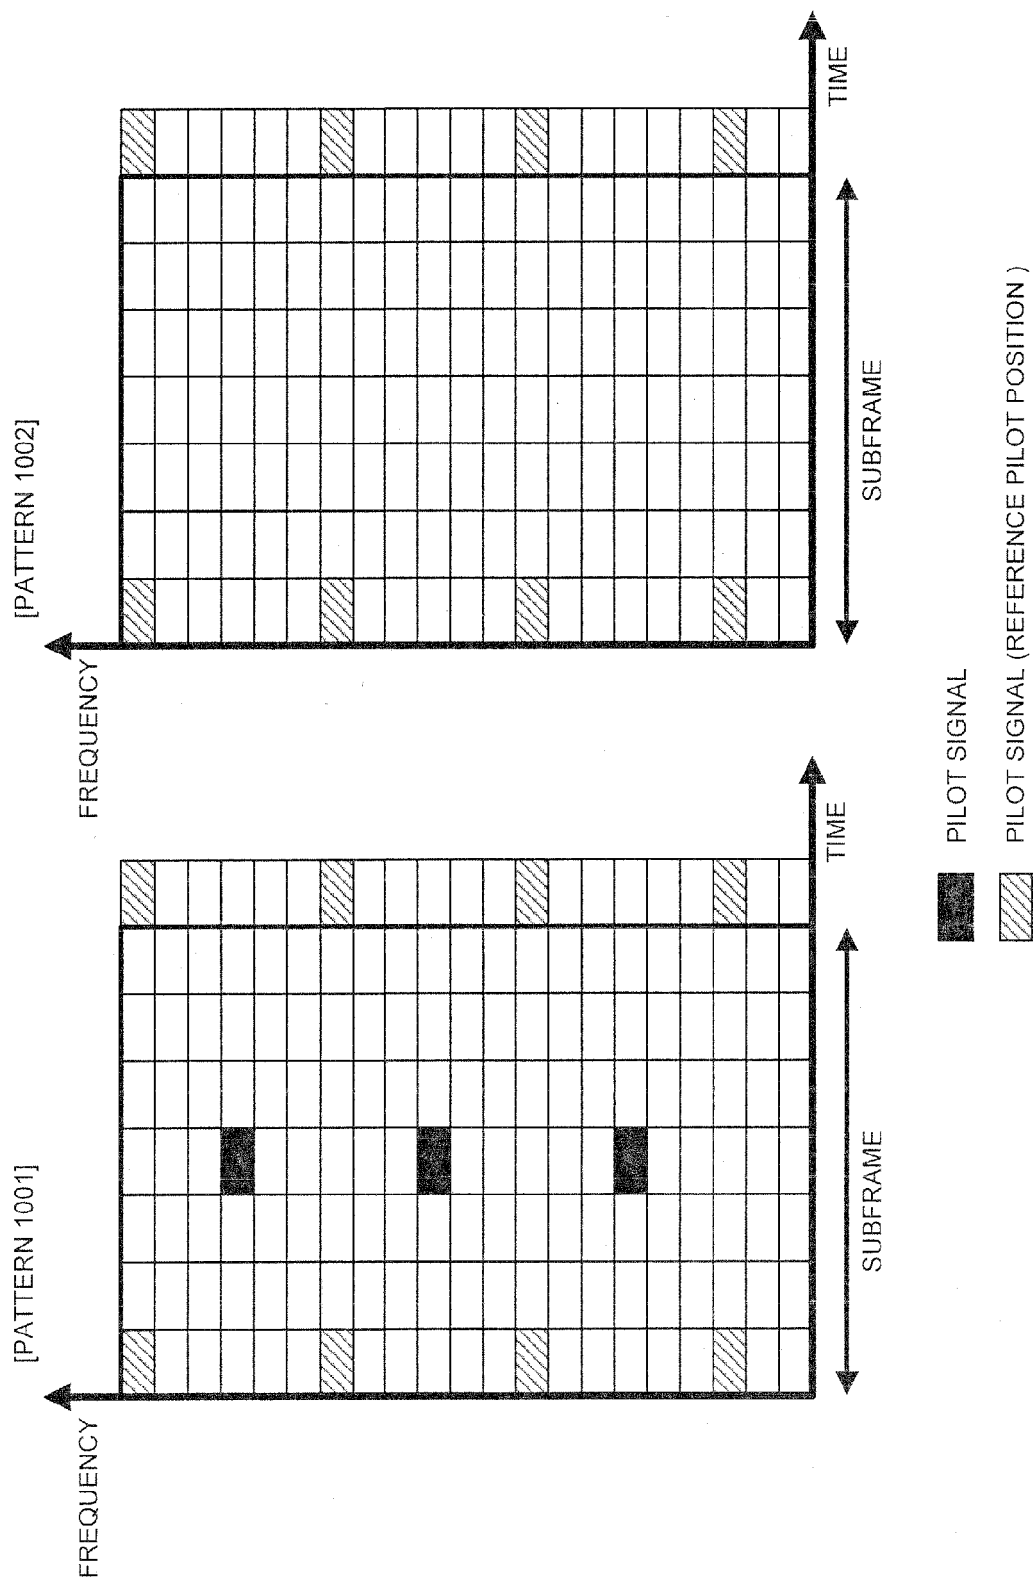 [PATTERN 1001]
FREQUENCY
TIME
SUBFRAME
[PATTERN 1002]
FREQUENCY
TIME
SUBFRAME
PILOT SIGNAL
PILOT SIGNAL (REFERENCE PILOT POSITION )